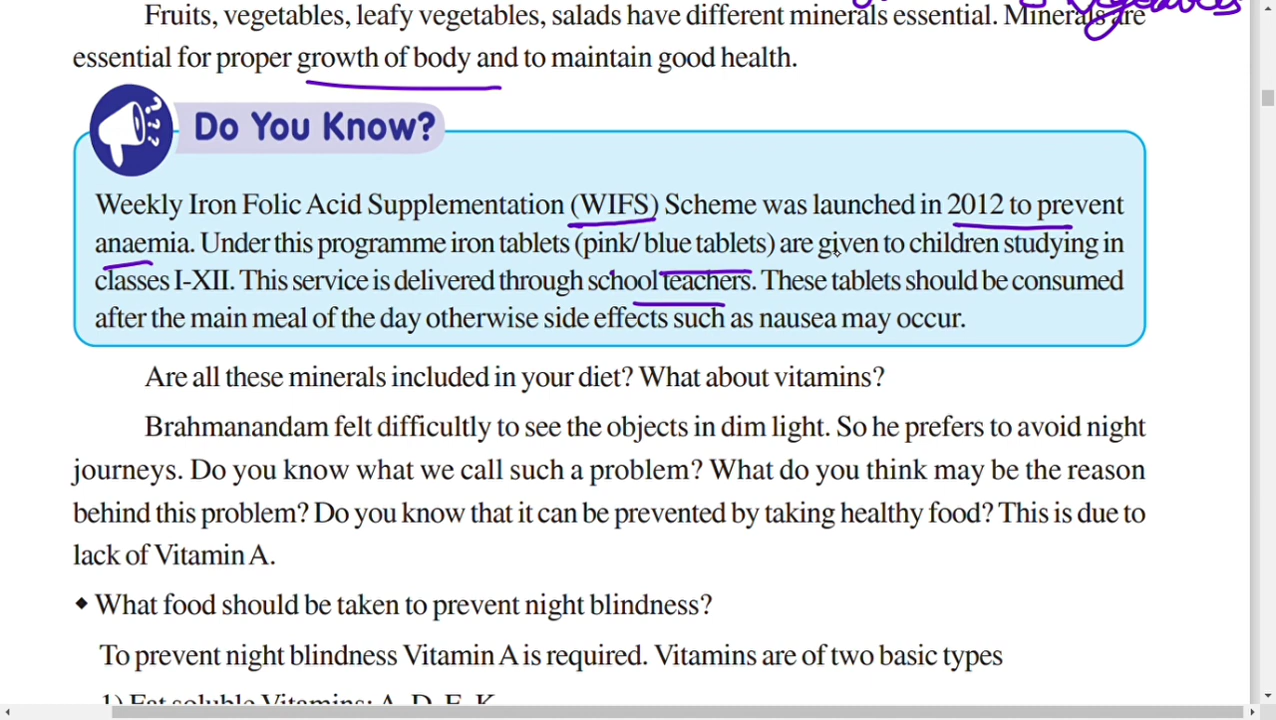 Vegetables
Fruits, vegetables, leafy vegetables, salads have different minerals essential. Minerals are
essential for proper growth of body and to maintain good health.
Do You Know?
Weekly Iron Folic Acid Supplementation (WIFS) Scheme was launched in 2012 to prevent
anaemia. Under this programme iron tablets (pink/ blue tablets) are given to children studying in
classes I-XII. This service is delivered through school teachers. These tablets should be consumed
after the main meal of the day otherwise side effects such as nausea may occur.
Are all these minerals included in your diet? What about vitamins?
Brahmanandam felt difficultly to see the objects in dim light. So he prefers to avoid night
journeys. Do you know what we call such a problem? What do you think may be the reason
behind this problem? Do you know that it can be prevented by taking healthy food? This is due to
lack of Vitamin A.
◆ What food should be taken to prevent night blindness?
To prevent night blindness Vitamin A is required. Vitamins are of two basic types
1) Fat soluble Vitamins: A, D, E, K